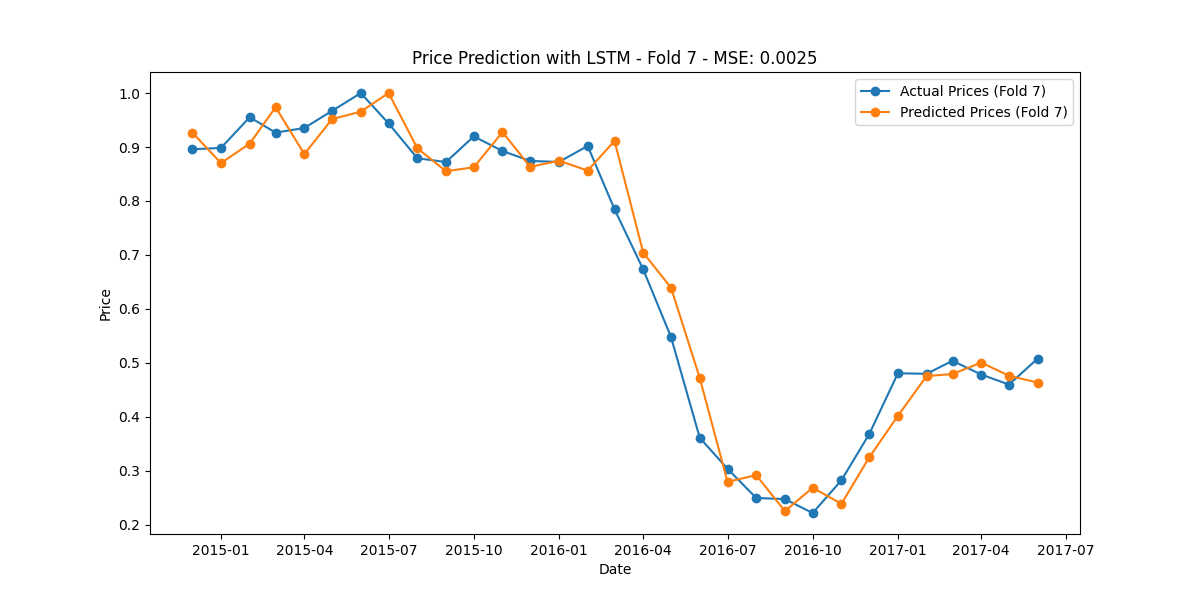 Price Prediction with LSTM - Fold 7 - MSE: 0.0025
Actual Prices (Fold 7)
Predicted Prices (Fold 7)
Price
1.0
0.9
0.8
0.7
0.6
0.5
0.4
0.3
0.2
2015-01 2015-04 2015-07 2015-10 2016-01 2016-04 2016-07 2016-10 2017-01 2017-04 2017-07
Date